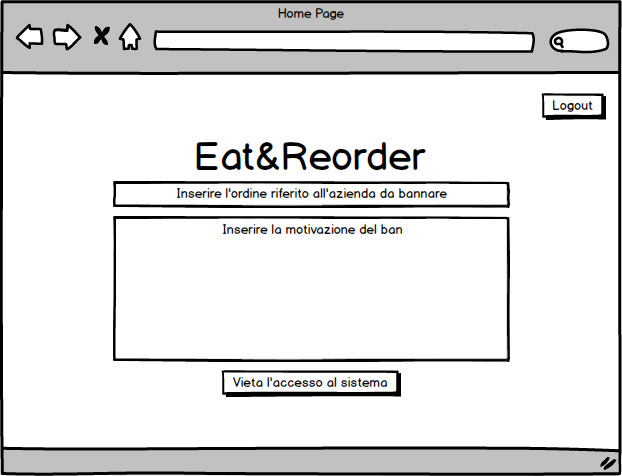 Home Page
Logout
Eat&Reorder
Inserire l'ordine riferito all'azienda da bannare
Inserire la motivazione del ban
Vieta l'accesso al sistema